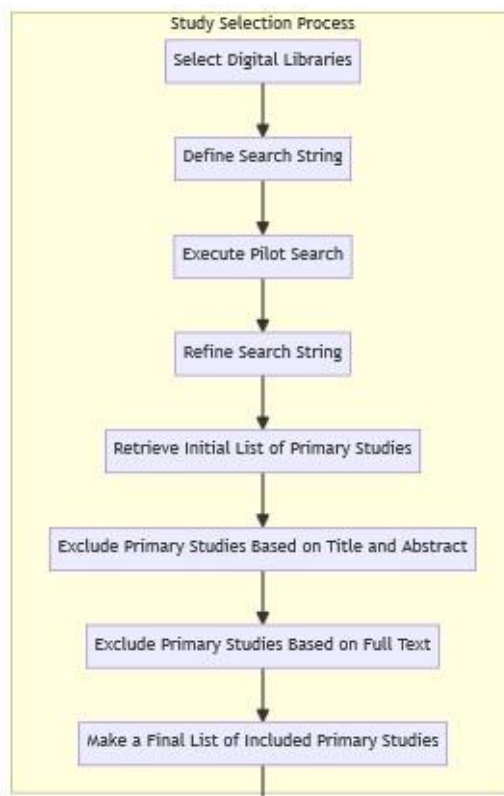 Study Selection Process
Select Digital Libraries
Define Search String
Execute Pilot Search
Refine Search String
Retrieve Initial List of Primary Studies
Exclude Primary Studies Based on Title and Abstract
Exclude Primary Studies Based on Full Text
Make a Final List of Included Primary Studies